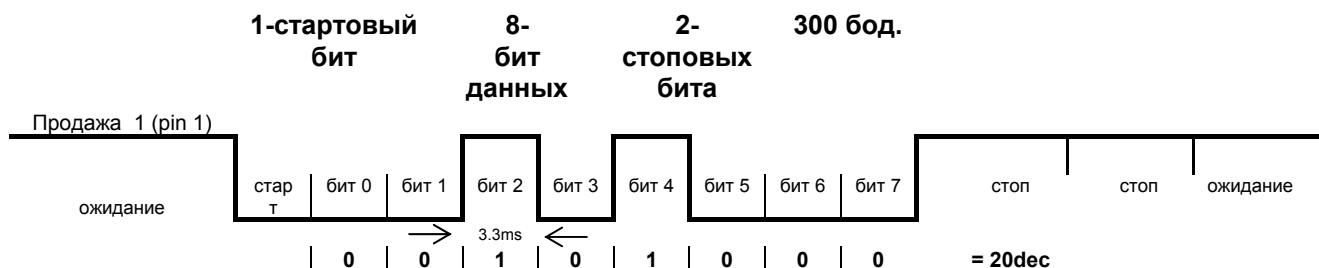 1-стартовый 8- 2- 300 бод.
бит бит стоповых
данных бита
Продажа 1 (pin 1)
стар бит 0 бит 1 бит 2 бит 3 бит 4 бит 5 бит 6 бит 7 стоп стоп ожидание
т
ожидание
3.3ms
0 0 1 0 1 0 0 0 = 20dec